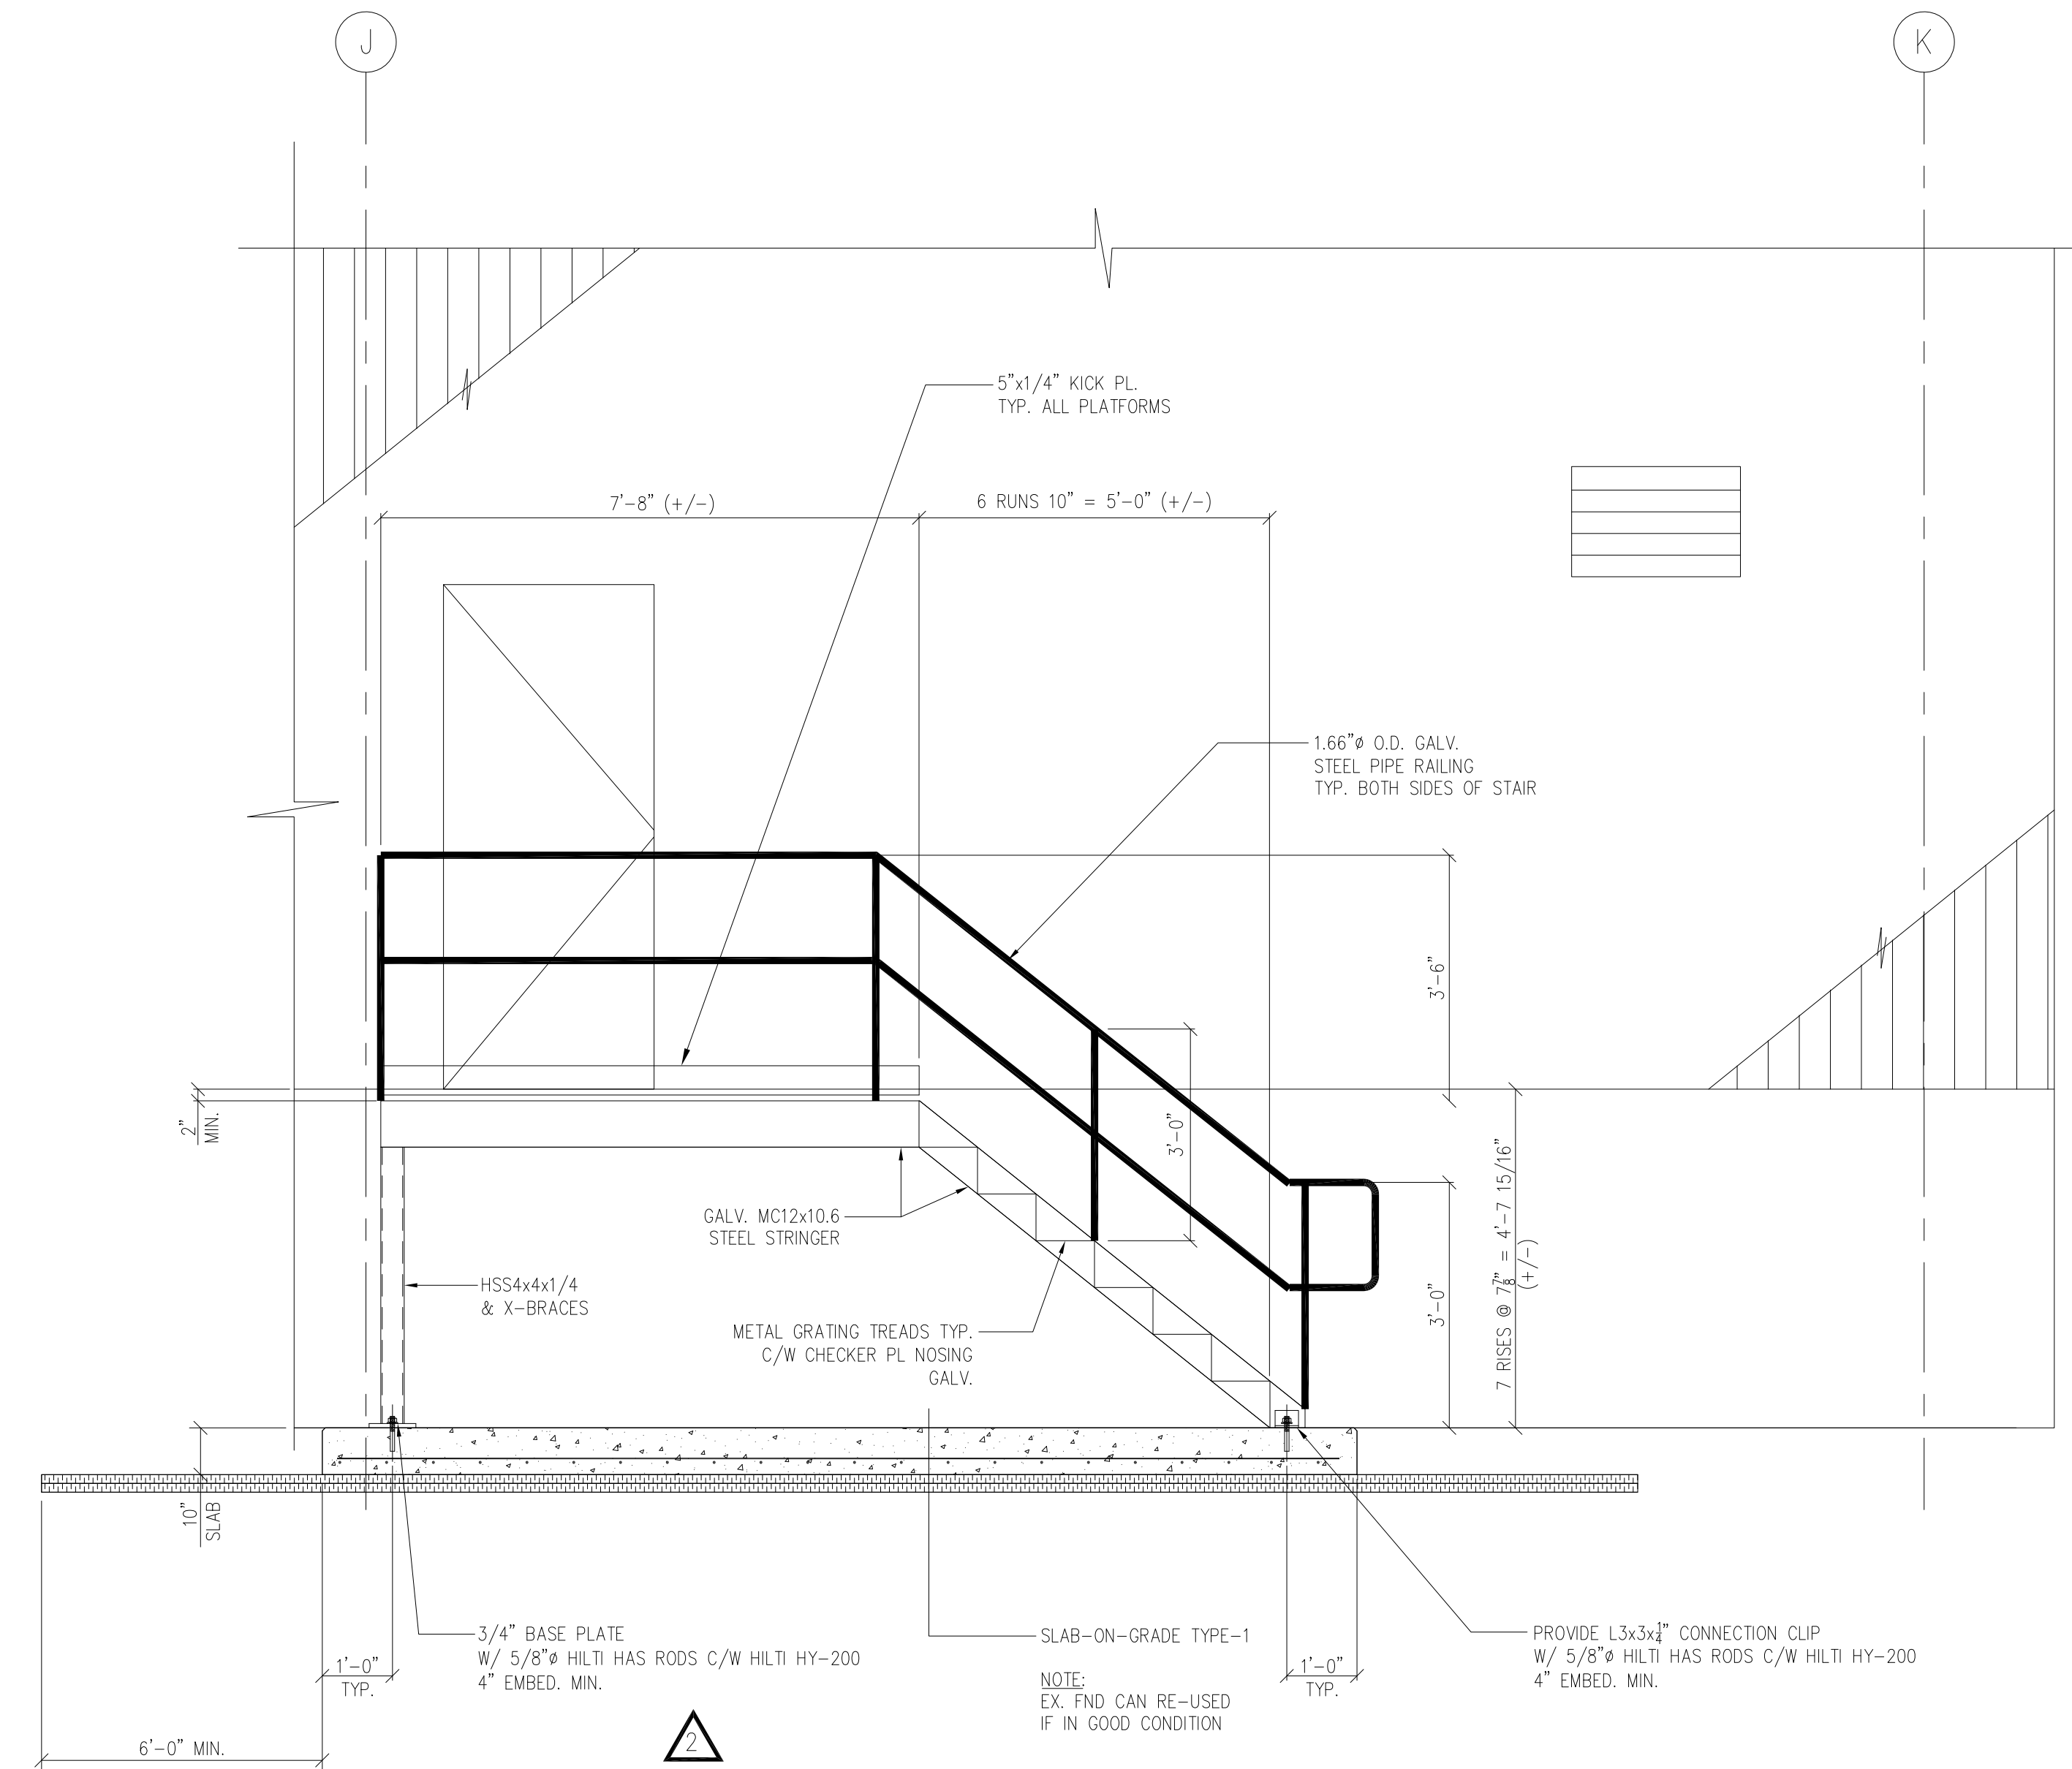 J
K
5"x1/4" KICK PL.
TYP. ALL PLATFORMS
7'-8" (+/-)
6 RUNS 10" = 5'-0" (+/-)
1.66"ø O.D. GALV.
STEEL PIPE RAILING
TYP. BOTH SIDES OF STAIR
3'-6"
2"
MIN.
3'-0"
GALV. MC12x10.6
STEEL STRINGER
7 RISES @ 7 7/8" = 4'-7 15/16"
(+/-)
HSS4x4x1/4
& X-BRACES
3'-0"
METAL GRATING TREADS TYP.
C/W CHECKER PL NOSING
GALV.
10"
SLAB
3/4" BASE PLATE
W/ 5/8"ø HILTI HAS RODS C/W HILTI HY-200
4" EMBED. MIN.
SLAB-ON-GRADE TYPE-1
NOTE:
EX. FND CAN RE-USED
IF IN GOOD CONDITION
PROVIDE L3x3x1/4" CONNECTION CLIP
W/ 5/8"ø HILTI HAS RODS C/W HILTI HY-200
4" EMBED. MIN.
1'-0"
TYP.
1'-0"
TYP.
6'-0" MIN.
2